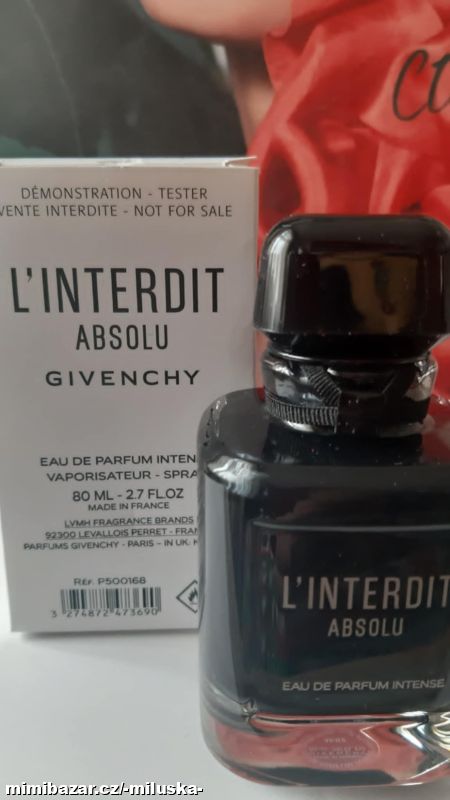 DÉMONSTRATION - TESTER
VENTE INTERDITE - NOT FOR SALE
L'INTERDIT
ABSOLU
GIVENCHY
EAU DE PARFUM INTEN
VAPORISATEUR - SPRA
80 ML - 2.7 FL.OZ
MADE IN FRANCE
LVMH FRAGRANCE BRANDS
92300 LEVALLOIS PERRET - FRAN
PARFUMS GIVENCHY - PARIS - IN UK.
RÉF. P500168
3 274872 473690
L'INTERDIT
ABSOLU
EAU DE PARFUM INTENSE
GIVENCHY
mimibazar.cz/-miluska-